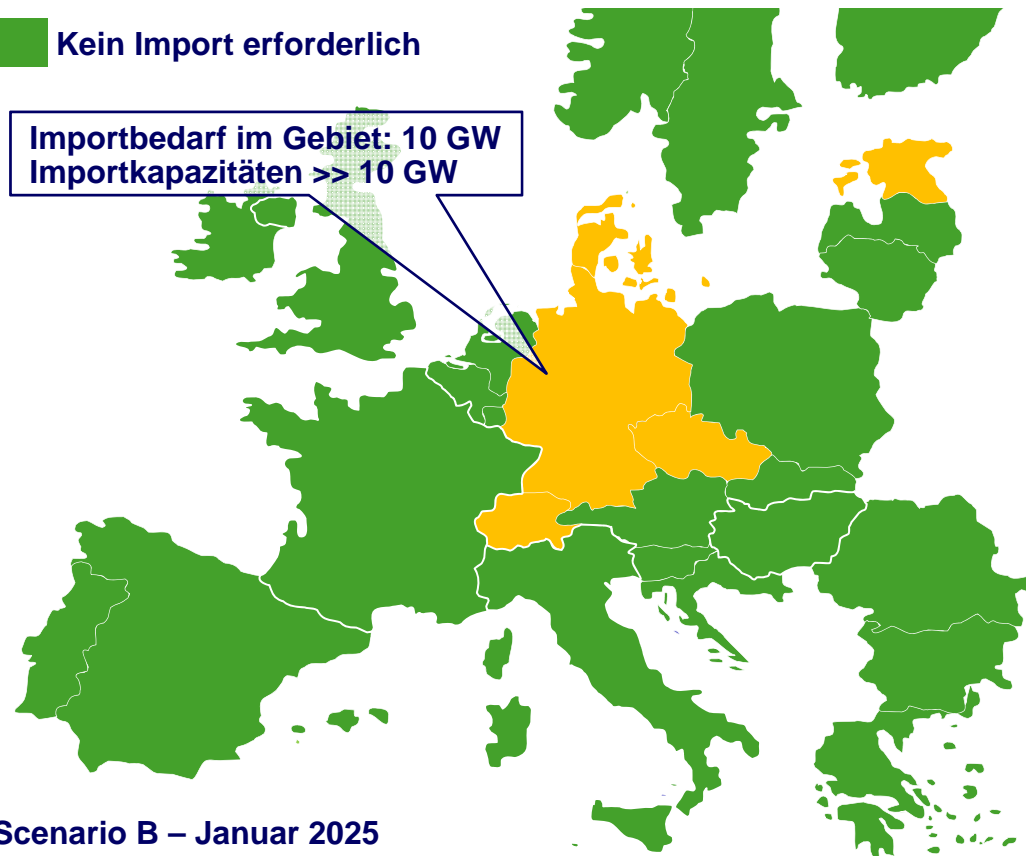 Kein Import erforderlich
Importbedarf im Gebiet: 10 GW
Importkapazitäten >> 10 GW
Scenario B – Januar 2025